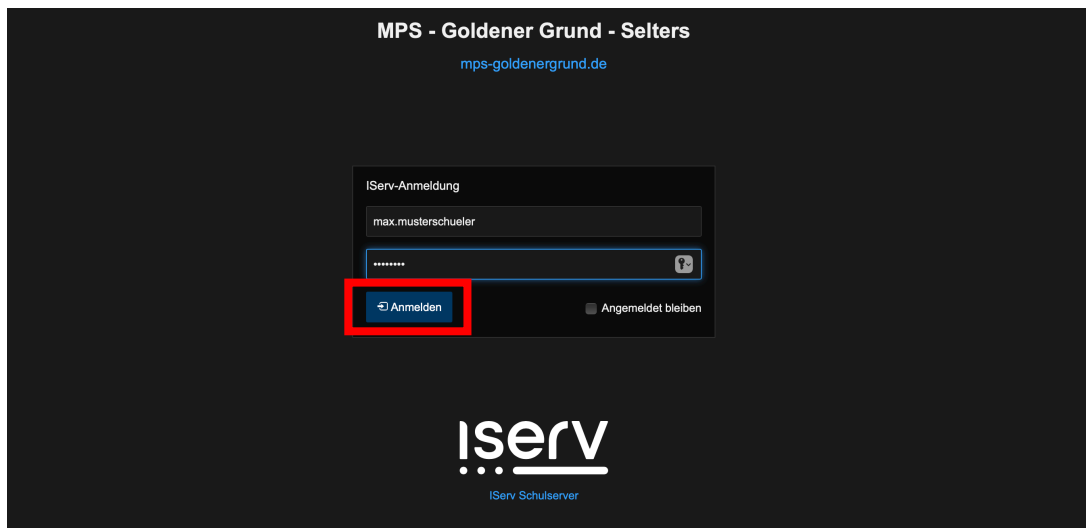 MPS - Goldener Grund - Selters
mps-goldenergrund.de
IServ-Anmeldung
max.musterschueler
••••••••
Anmelden
Angemeldet bleiben
ISerV
IServ Schulserver